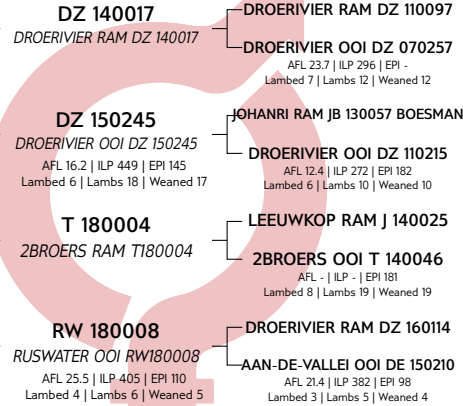 DZ 140017
DROERIVIER RAM DZ 140017
DROERIVIER RAM DZ 110097
DROERIVIER OOI DZ 070257
AFL 23.7 | ILP 296 | EPI -
Lambed 7 | Lambs 12 | Weaned 12
DZ 150245
DROERIVIER OOI DZ 150245
AFL 16.2 | ILP 449 | EPI 145
Lambed 6 | Lambs 18 | Weaned 17
JOHANRI RAM JB 130057 BOESMAN
DROERIVIER OOI DZ 110215
AFL 12.4 | ILP 272 | EPI 182
Lambed 6 | Lambs 10 | Weaned 10
T 180004
2BROERS RAM T180004
LEEUWKOP RAM J 140025
2BROERS OOI T 140046
AFL - | ILP - | EPI 181
Lambed 8 | Lambs 19 | Weaned 19
RW 180008
RUSWATER OOI RW180008
AFL 25.5 | ILP 405 | EPI 110
Lambed 4 | Lambs 6 | Weaned 5
DROERIVIER RAM DZ 160114
AAN-DE-VALLEI OOI DE 150210
AFL 21.4 | ILP 382 | EPI 98
Lambed 3 | Lambs 5 | Weaned 4